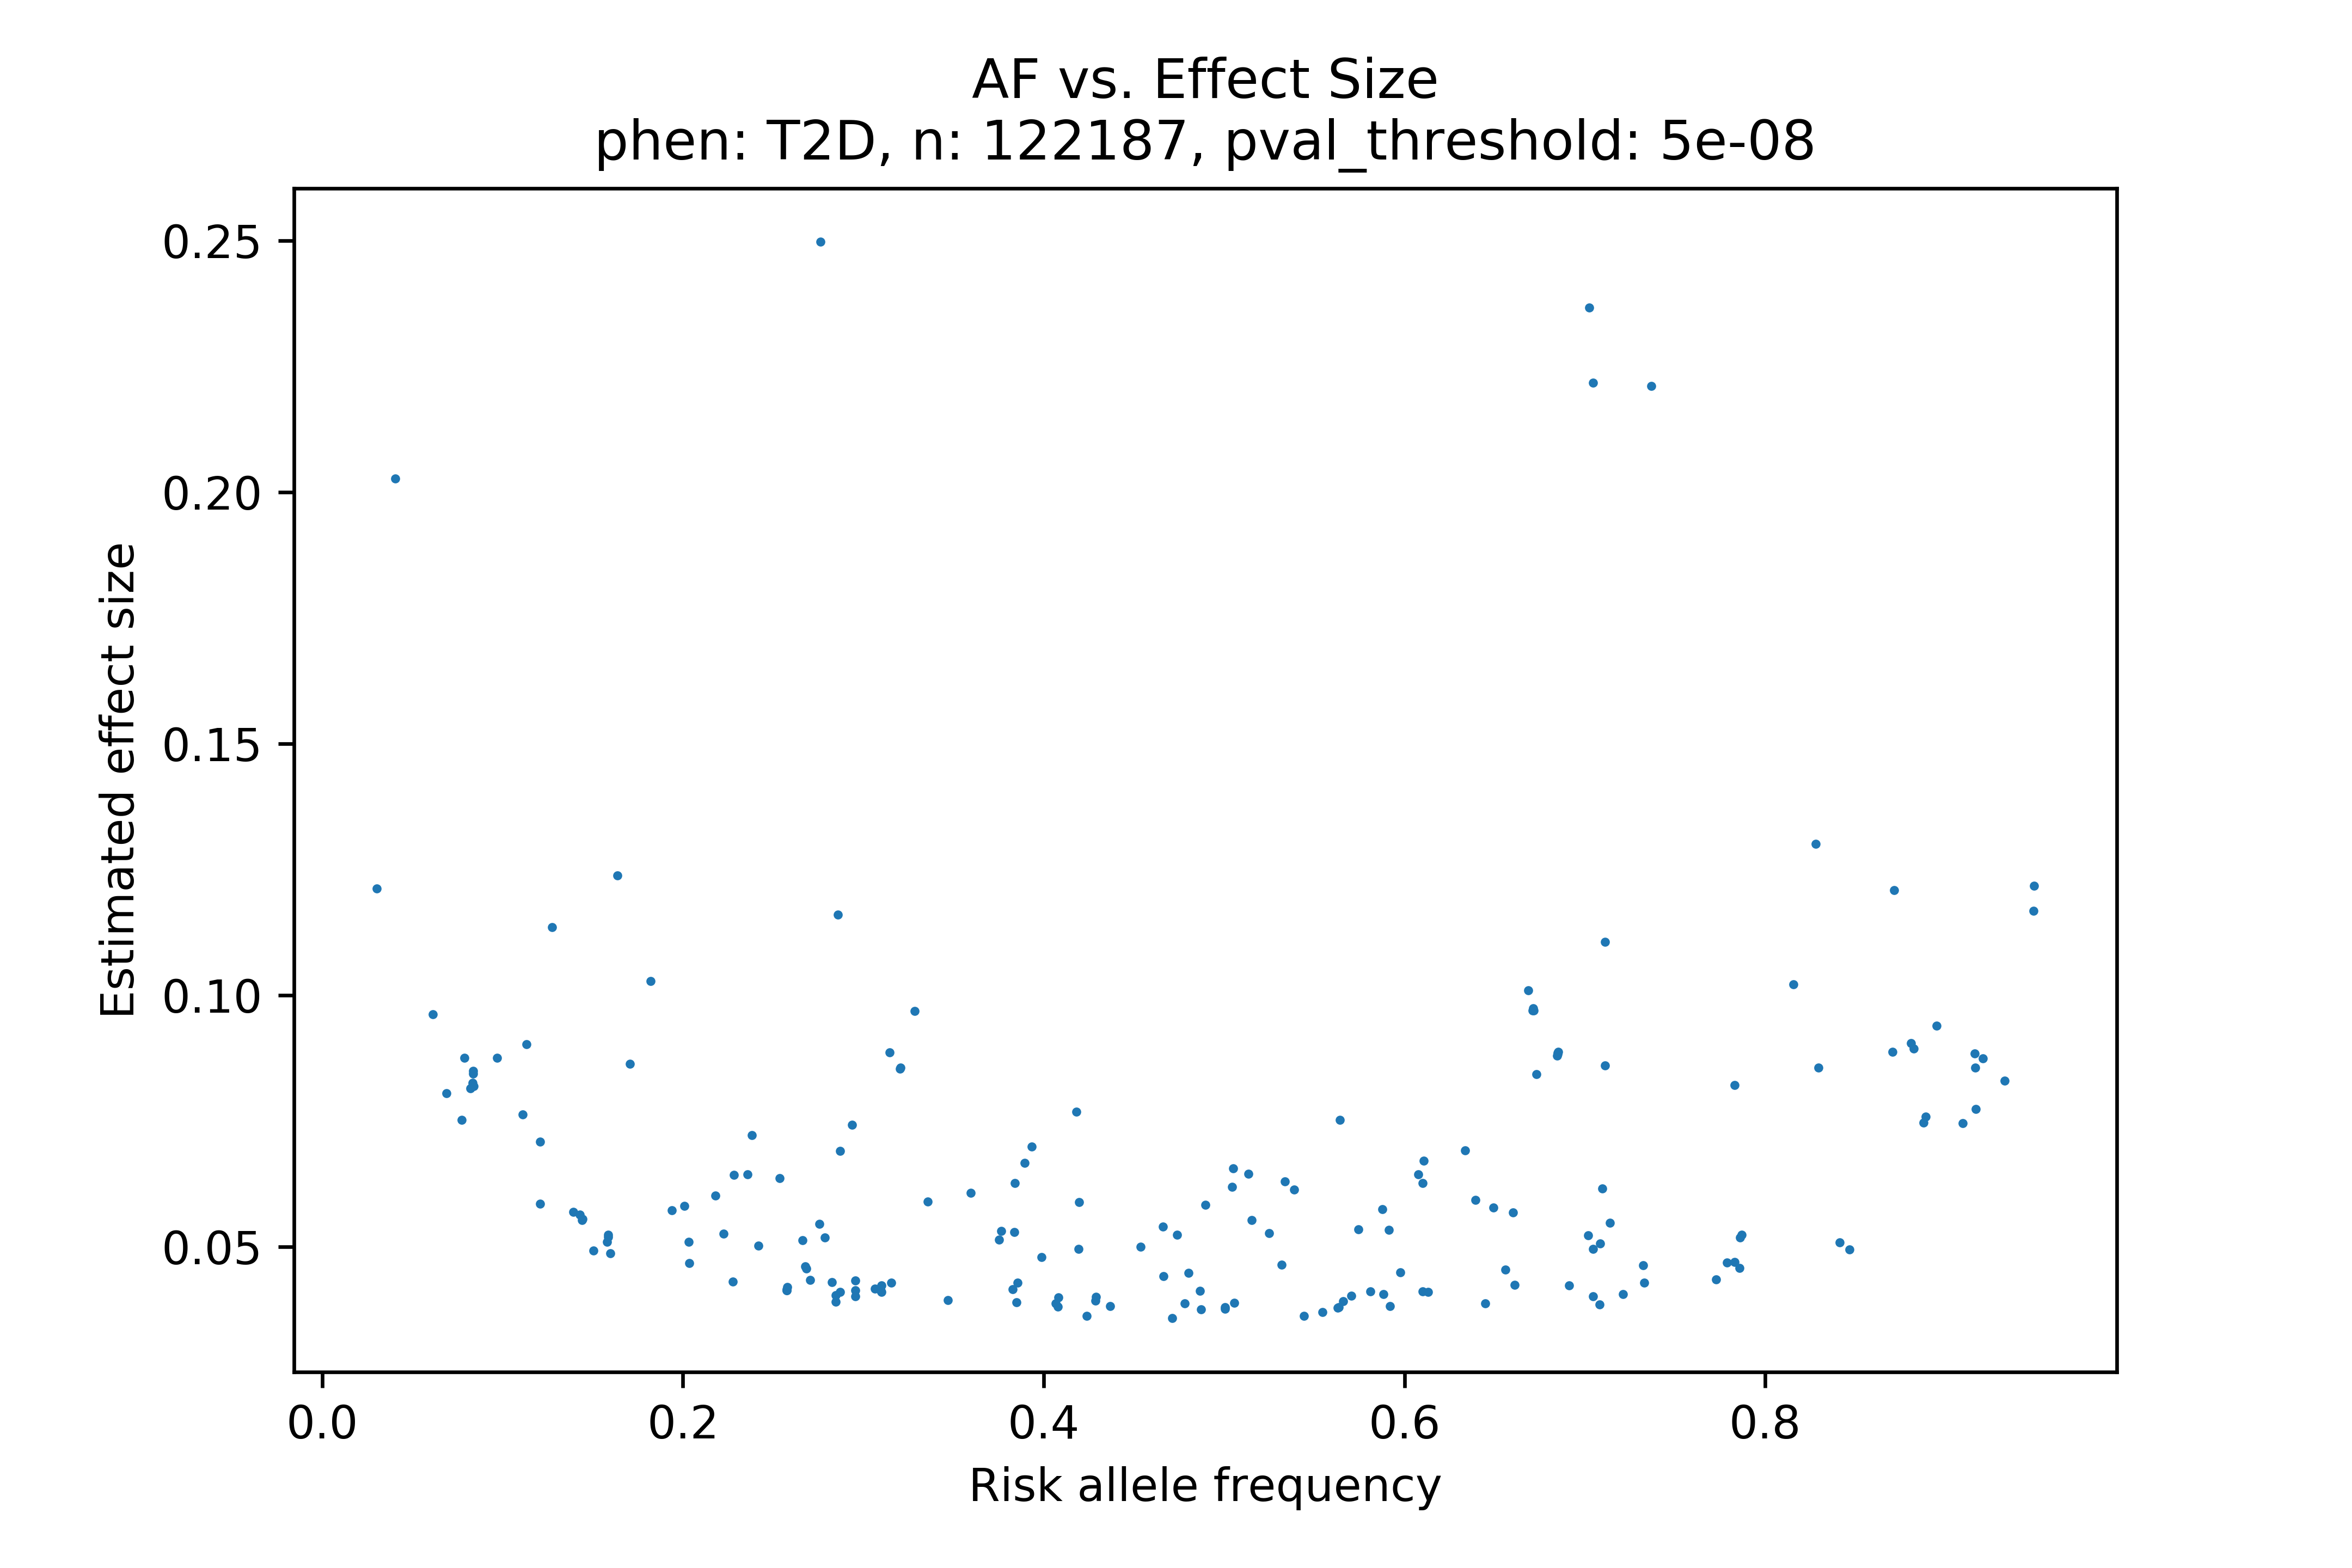 AF vs. Effect Size
phen: T2D, n: 122187, pval_threshold: 5e-08
0.25
0.20
0.15
0.10
0.05
Estimated effect size
0.0 0.2 0.4 0.6 0.8
Risk allele frequency